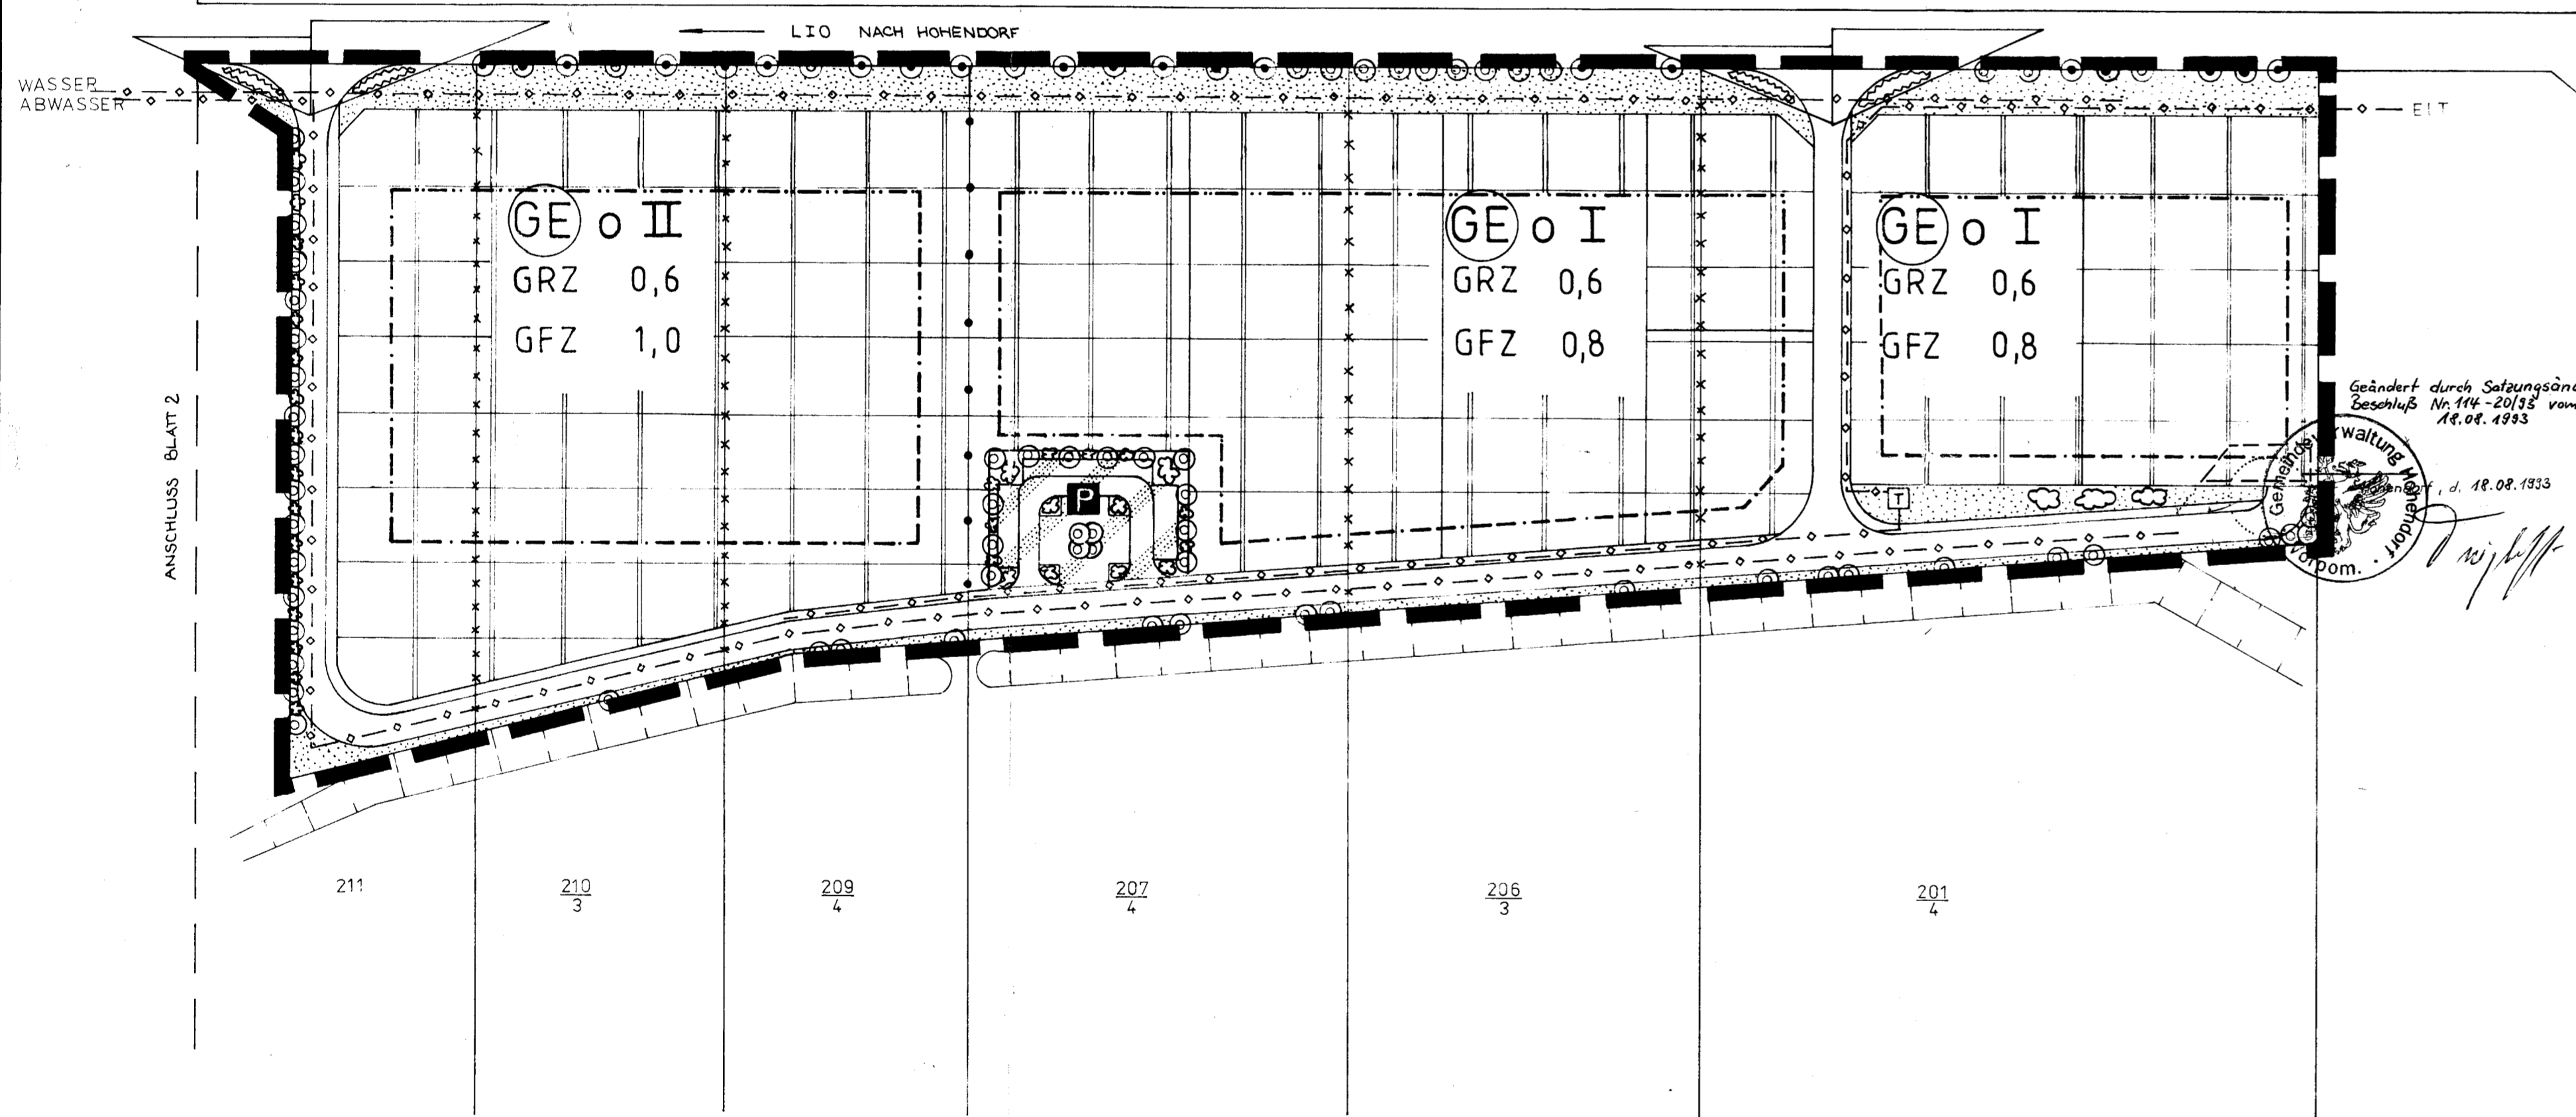 LIO NACH HOHENDORF
WASSER
ABWASSER
ELT
GE o II
GRZ 0,6
GFZ 1,0
GE o I
GRZ 0,6
GFZ 0,8
GE o I
GRZ 0,6
GFZ 0,8
ANSCHLUSS BLATT 2
P
T
Geändert durch Satzungsänd
Beschluß Nr. 114-20/93 vom
18.08.1993
Gemeindeverwaltung Hohendorf
Vorpom.
Hohendorf, d. 18.08.1993
211
210
3
209
4
207
4
206
3
201
4